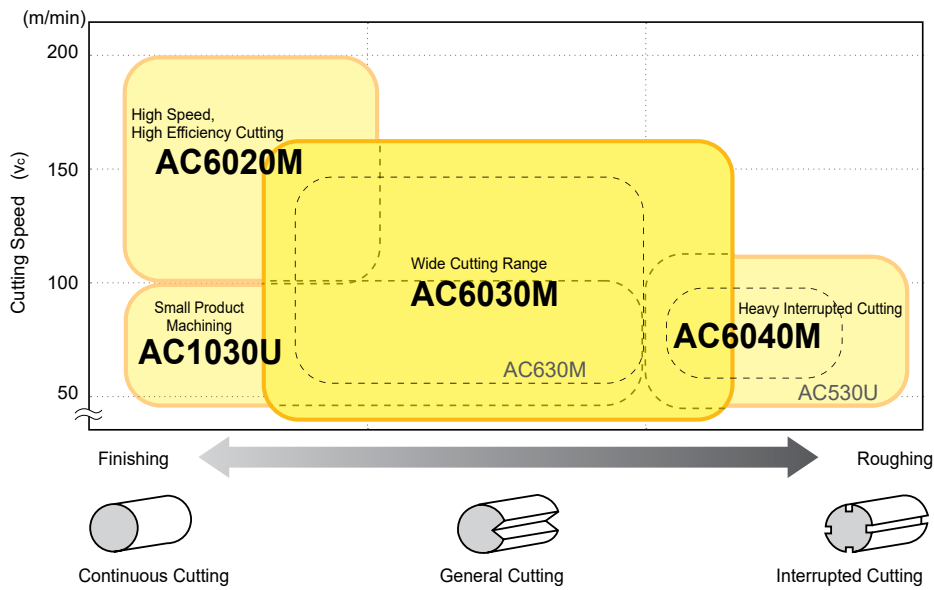 (m/min)
200
150
100
50
Cutting Speed (vc)
High Speed,
High Efficiency Cutting
AC6020M
Wide Cutting Range
AC6030M
Small Product
Machining
AC1030U
Heavy Interrupted Cutting
AC6040M
AC630M
AC530U
Finishing
Roughing
Continuous Cutting
General Cutting
Interrupted Cutting